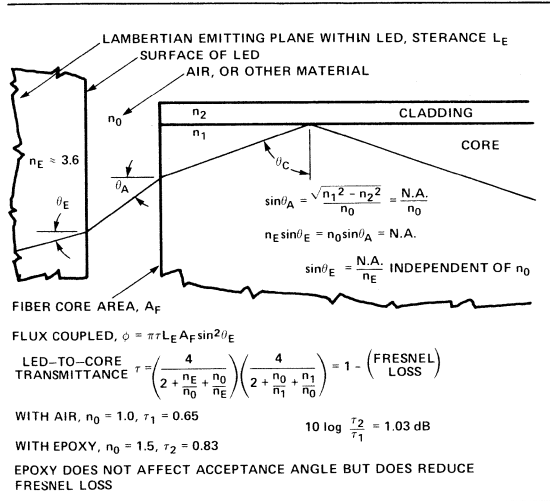 LAMBERTIAN EMITTING PLANE WITHIN LED, STERANCE L_E
SURFACE OF LED
AIR, OR OTHER MATERIAL
n_0
n_2
CLADDING
n_1
CORE
n_E ≈ 3.6
θ_A
θ_C
θ_E
sinθ_A = √(n_1² − n_2²) / n_0 = N.A. / n_0
n_E sinθ_E = n_0 sinθ_A = N.A.
sinθ_E = N.A. / n_E INDEPENDENT OF n_0
FIBER CORE AREA, A_F
FLUX COUPLED, ϕ = πτL_E A_F sin²θ_E
LED–TO–CORE
TRANSMITTANCE τ = (4 / (2 + n_E/n_0 + n_0/n_E)) (4 / (2 + n_0/n_1 + n_1/n_0)) = 1 - (FRESNEL LOSS)
WITH AIR, n_0 = 1.0, τ_1 = 0.65
10 log τ_2/τ_1 = 1.03 dB
WITH EPOXY, n_0 = 1.5, τ_2 = 0.83
EPOXY DOES NOT AFFECT ACCEPTANCE ANGLE BUT DOES REDUCE
FRESNEL LOSS